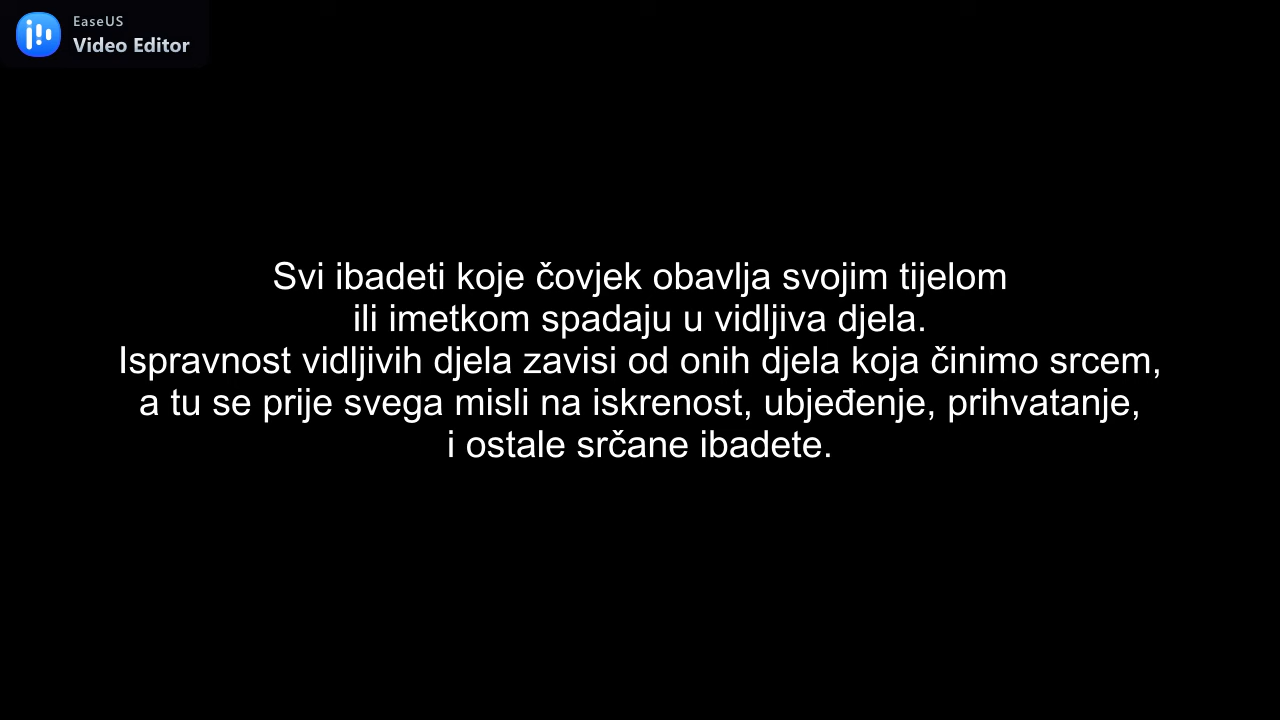 EaseUS
Video Editor
Svi ibadeti koje čovjek obavlja svojim tijelom
ili imetkom spadaju u vidljiva djela.
Ispravnost vidljivih djela zavisi od onih djela koja činimo srcem,
a tu se prije svega misli na iskrenost, ubjeđenje, prihvatanje,
i ostale srčane ibadete.